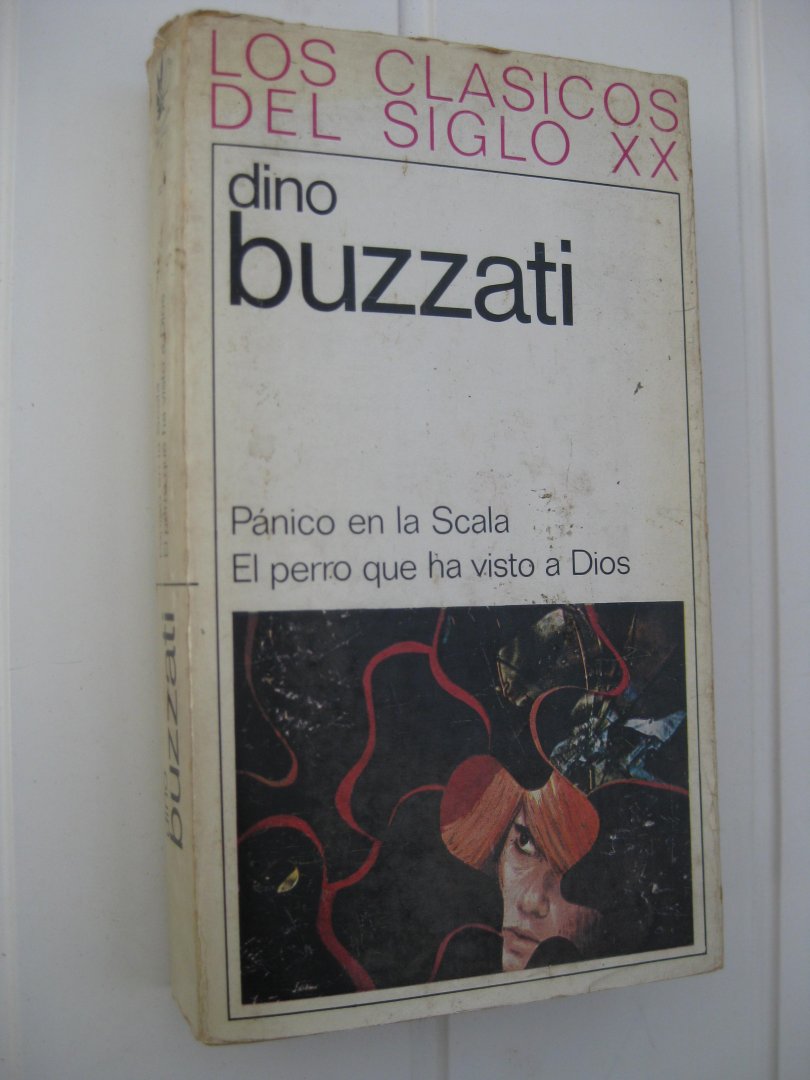 LOS CLASICOS
DEL SIGLO XX
dino
buzzati
Pánico en la Scala
El perro que ha visto a Dios
buzzati